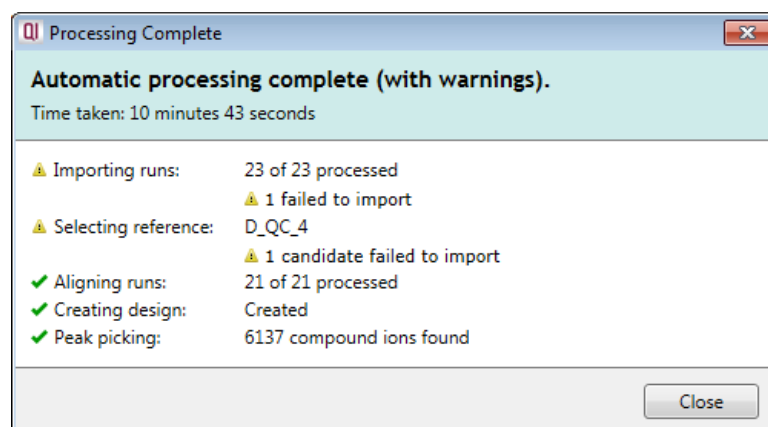 QI Processing Complete
Automatic processing complete (with warnings).
Time taken: 10 minutes 43 seconds
Importing runs: 23 of 23 processed
1 failed to import
Selecting reference: D_QC_4
1 candidate failed to import
Aligning runs: 21 of 21 processed
Creating design: Created
Peak picking: 6137 compound ions found
Close